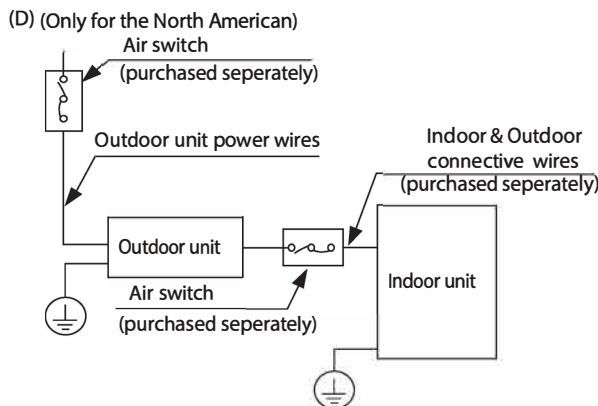 (D) (Only for the North American)
Air switch
(purchased seperately)
Outdoor unit power wires
Indoor & Outdoor
connective wires
(purchased seperately)
Outdoor unit
Indoor unit
Air switch
(purchased seperately)